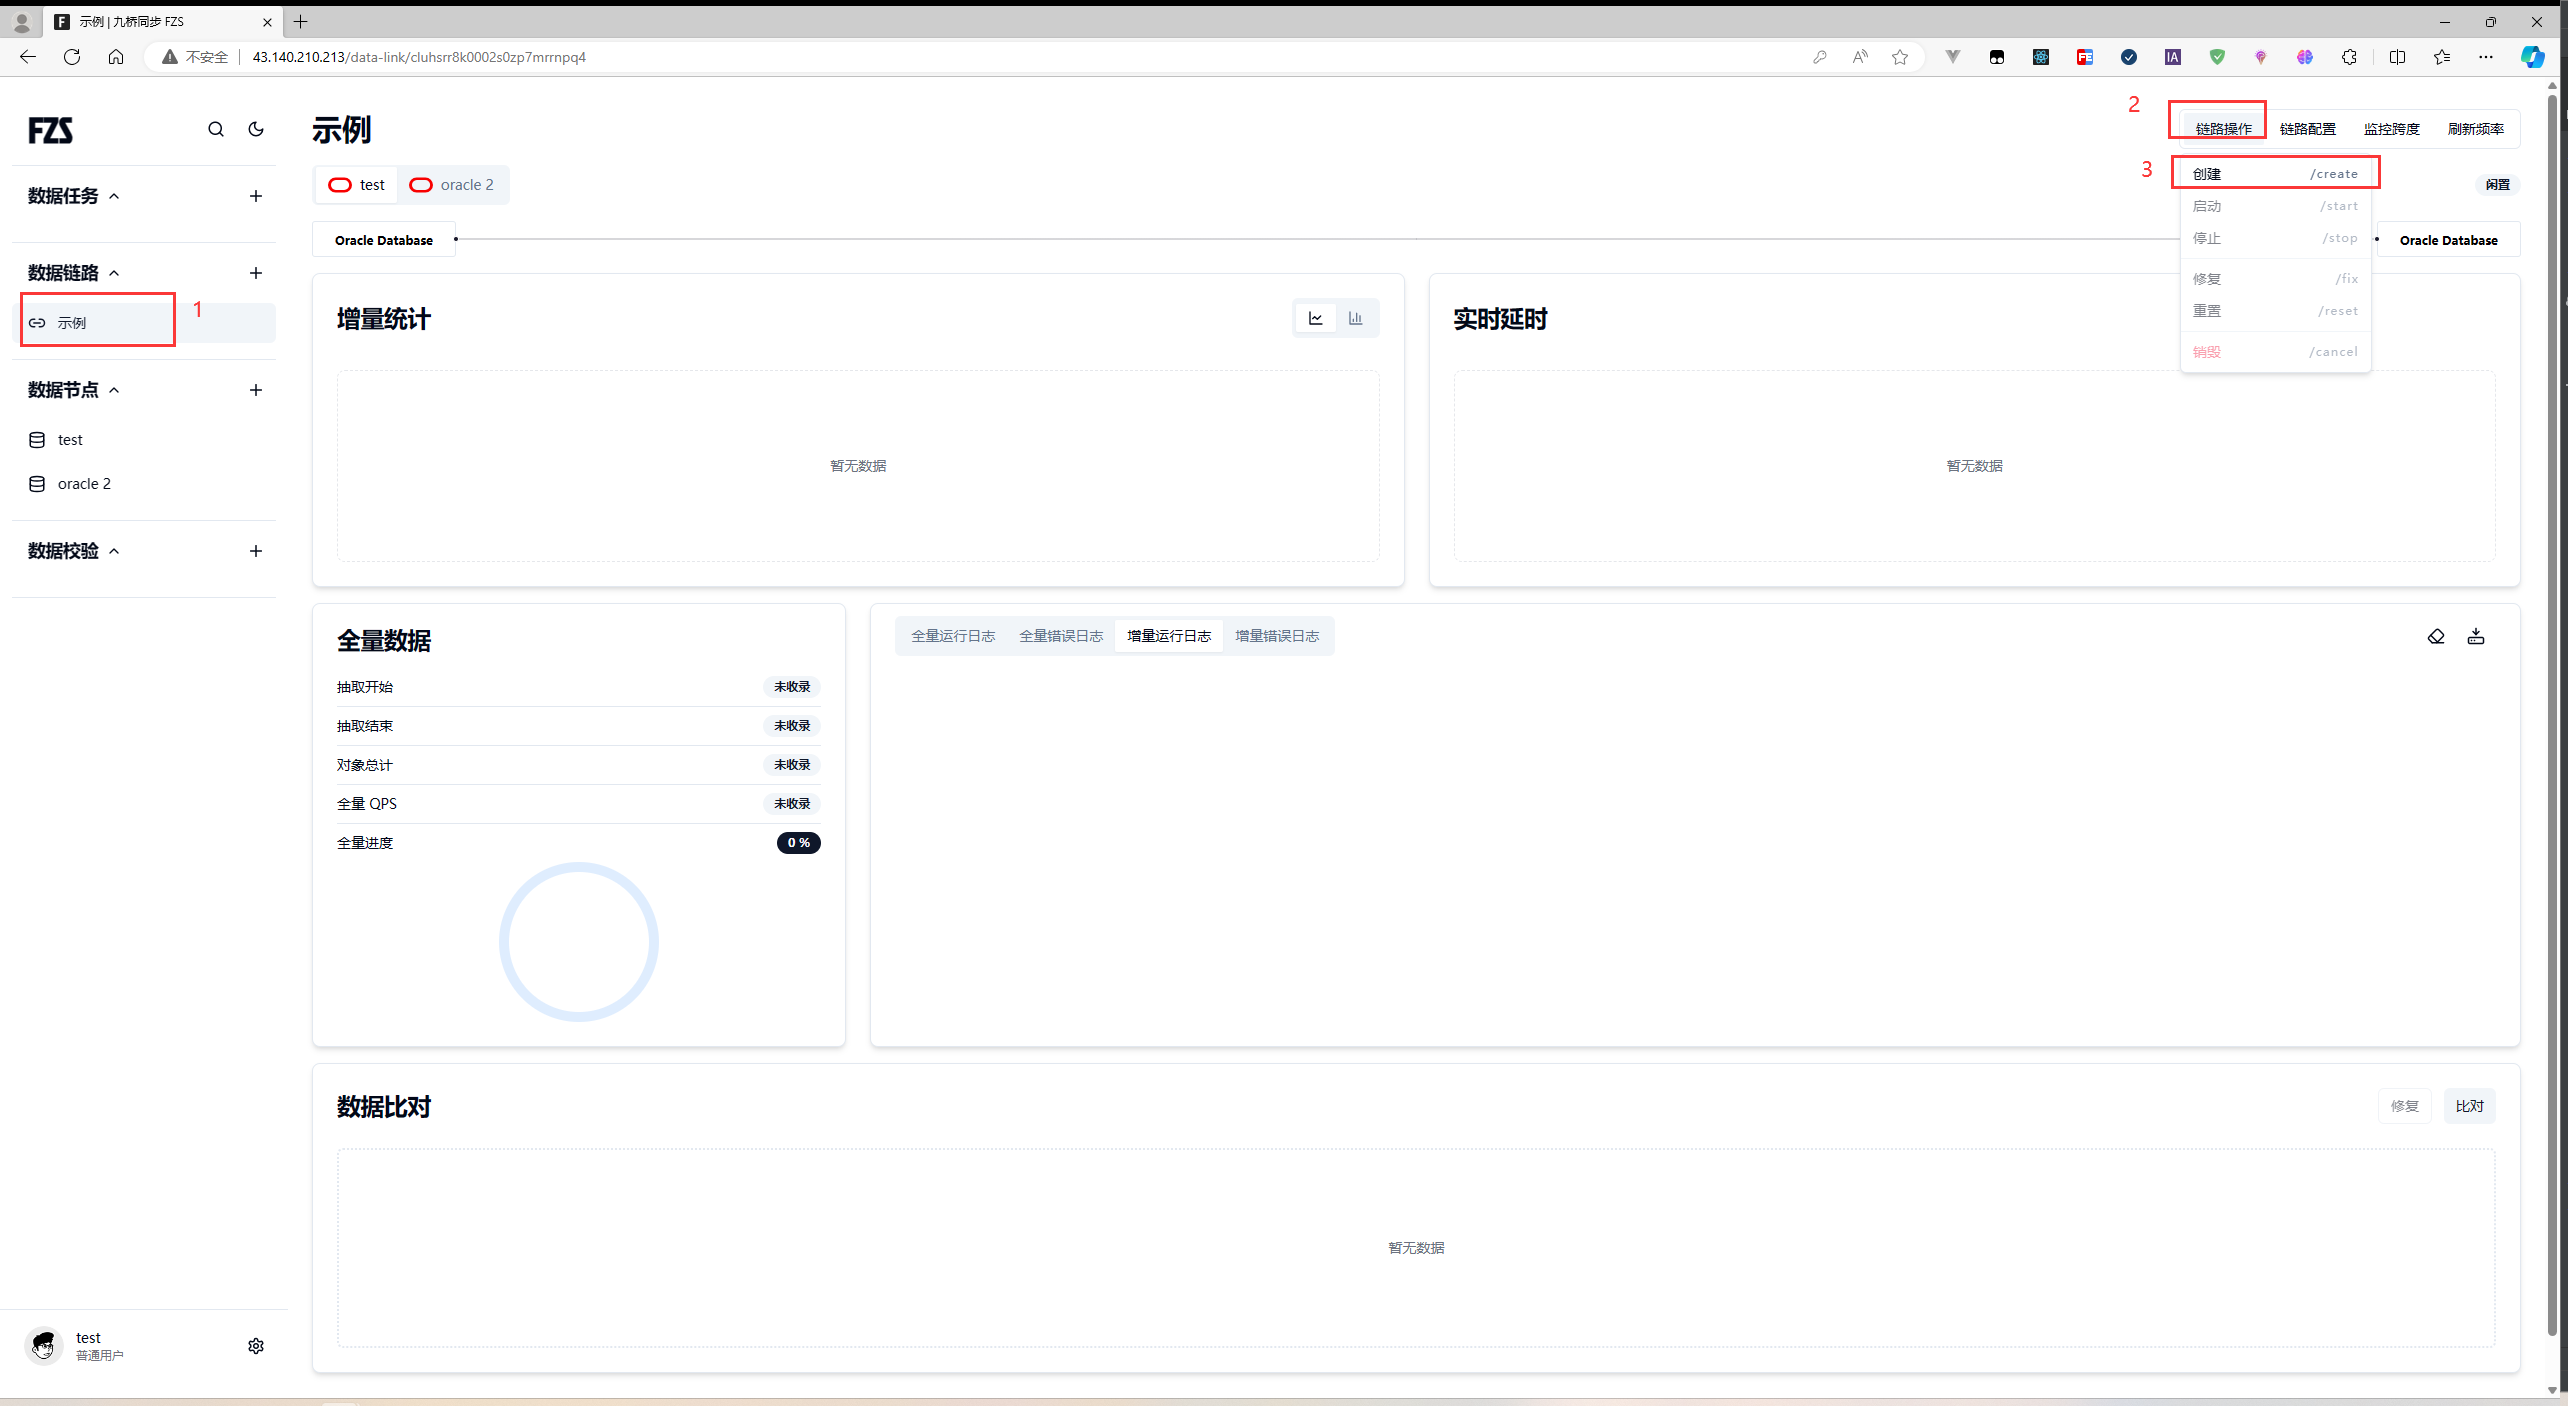 示例 | 九桥同步 FZS
不安全
43.140.210.213/data-link/cluhsrr8k0002s0zp7mrrnpq4
FE
IA
FZS
数据任务
数据链路
示例
1
数据节点
test
oracle 2
数据校验
test
普通用户
示例
2
链路操作 链路配置 监控跨度 刷新频率
3
创建 /create
启动 /start
停止 /stop
修复 /fix
重置 /reset
销毁 /cancel
闲置
test oracle 2
Oracle Database
Oracle Database
增量统计
暂无数据
实时延时
暂无数据
全量数据
抽取开始 未收录
抽取结束 未收录
对象总计 未收录
全量 QPS 未收录
全量进度 0 %
全量运行日志 全量错误日志 增量运行日志 增量错误日志
数据比对
修复 比对
暂无数据